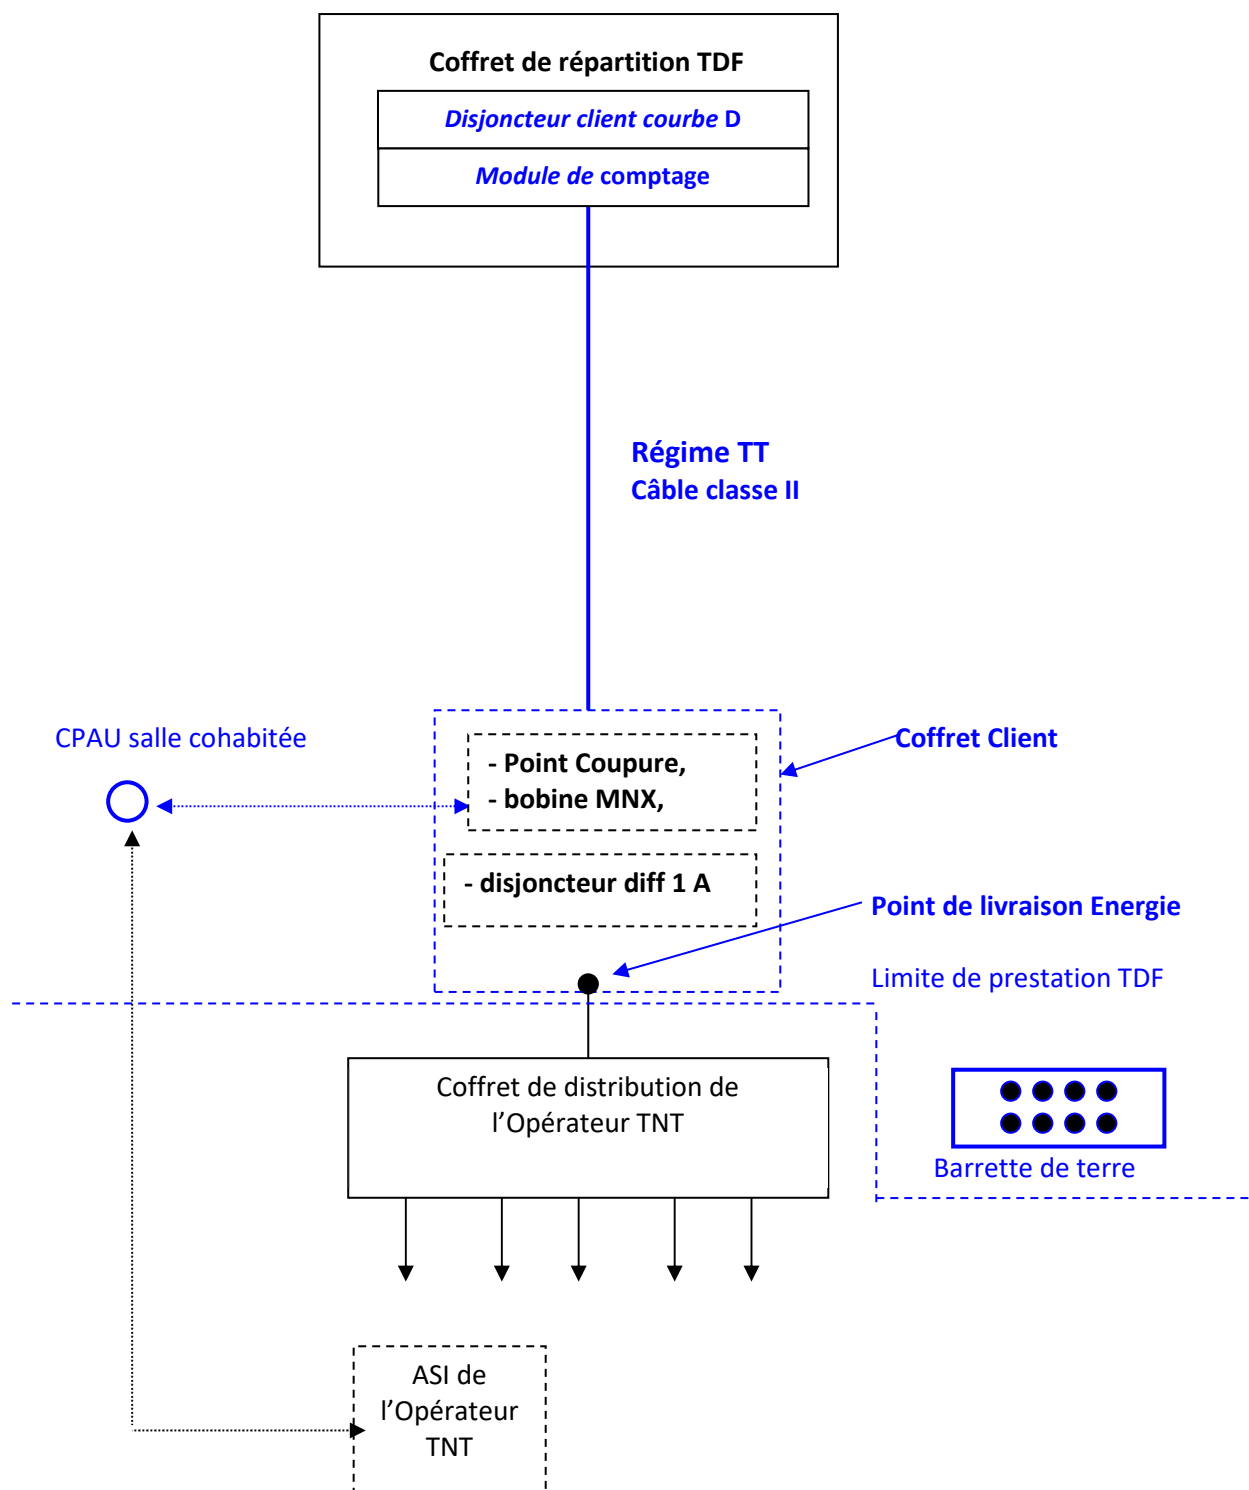 Coffret de répartition TDF
Disjoncteur client courbe D
Module de comptage
Régime TT
Câble classe II
CPAU salle cohabitée
- Point Coupure,
- bobine MNX,
Coffret Client
- disjoncteur diff 1 A
Point de livraison Energie
Limite de prestation TDF
Coffret de distribution de
l’Opérateur TNT
Barrette de terre
ASI de
l’Opérateur
TNT